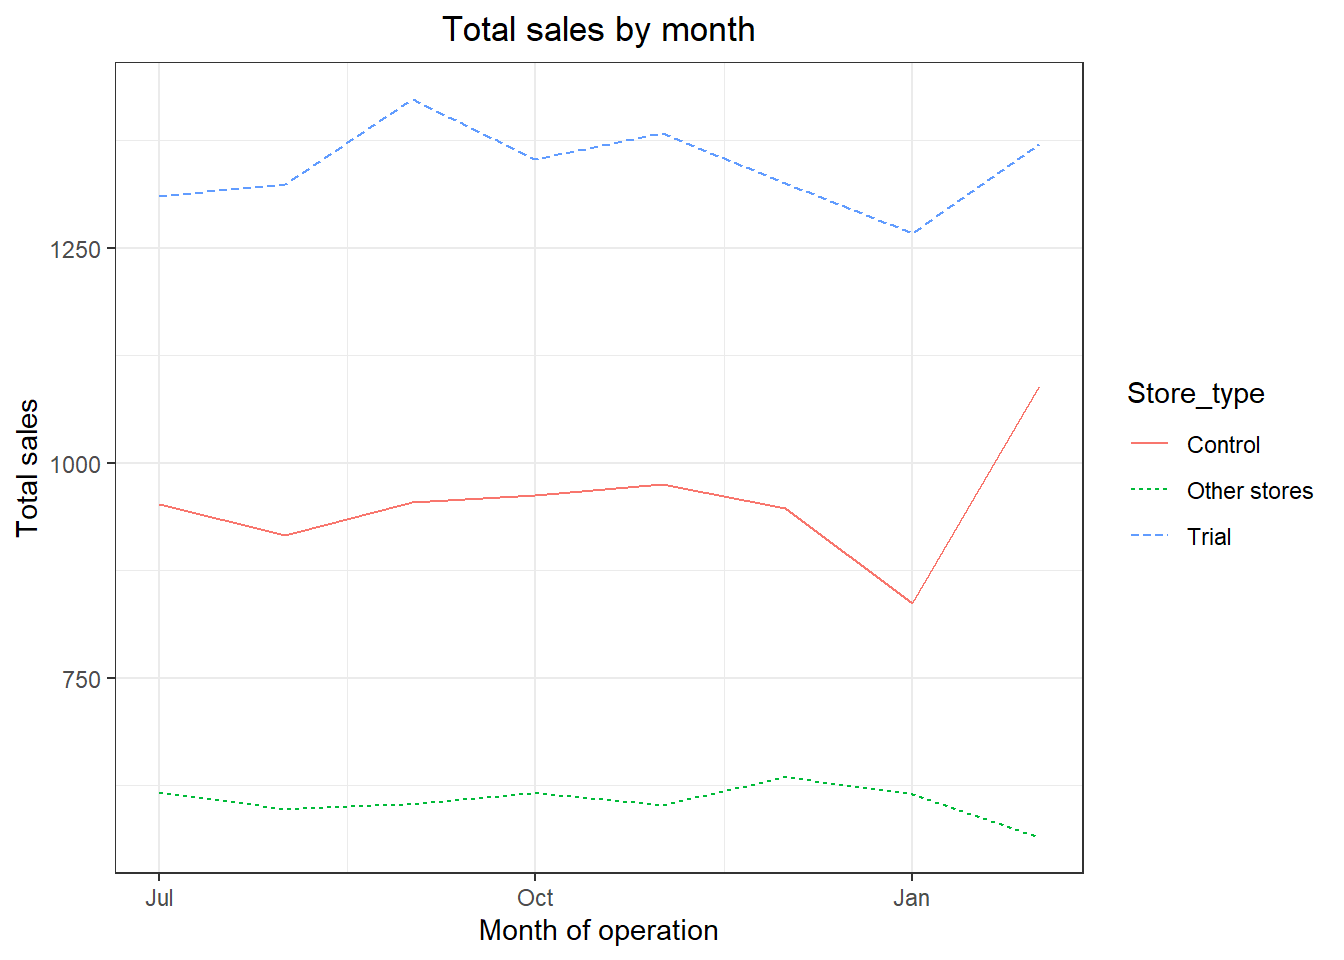 Total sales by month
Total sales
1250
1000
750
Jul
Oct
Jan
Month of operation
Store_type
Control
Other stores
Trial